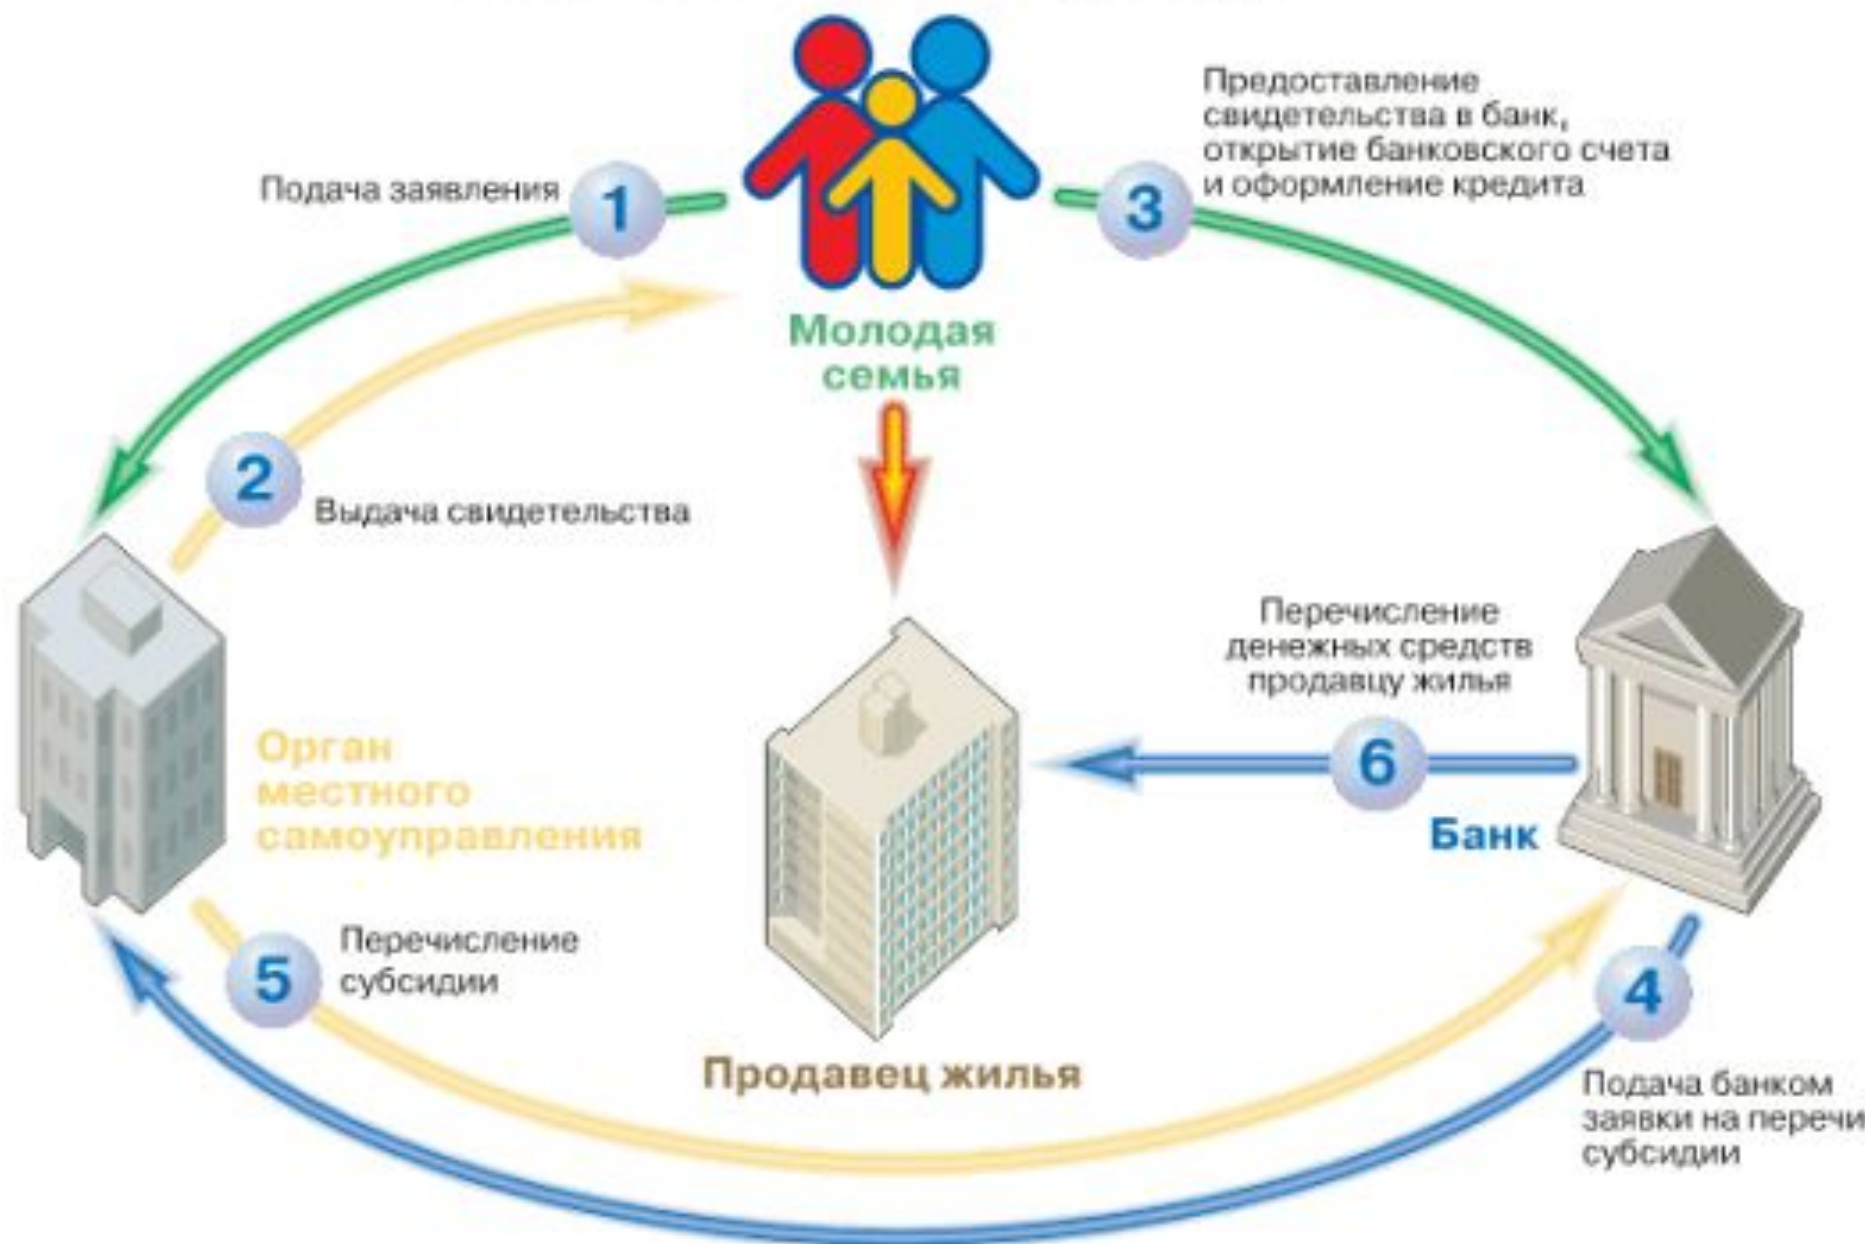 Предоставление
свидетельства в банк,
открытие банковского счета
и оформление кредита
Подача заявления
1
3
Молодая
семья
2
Выдача свидетельства
Перечисление
денежных средств
продавцу жилья
Орган
местного
самоуправления
6
Банк
Перечисление
субсидии
5
4
Продавец жилья
Подача банком
заявки на перечи
субсидии